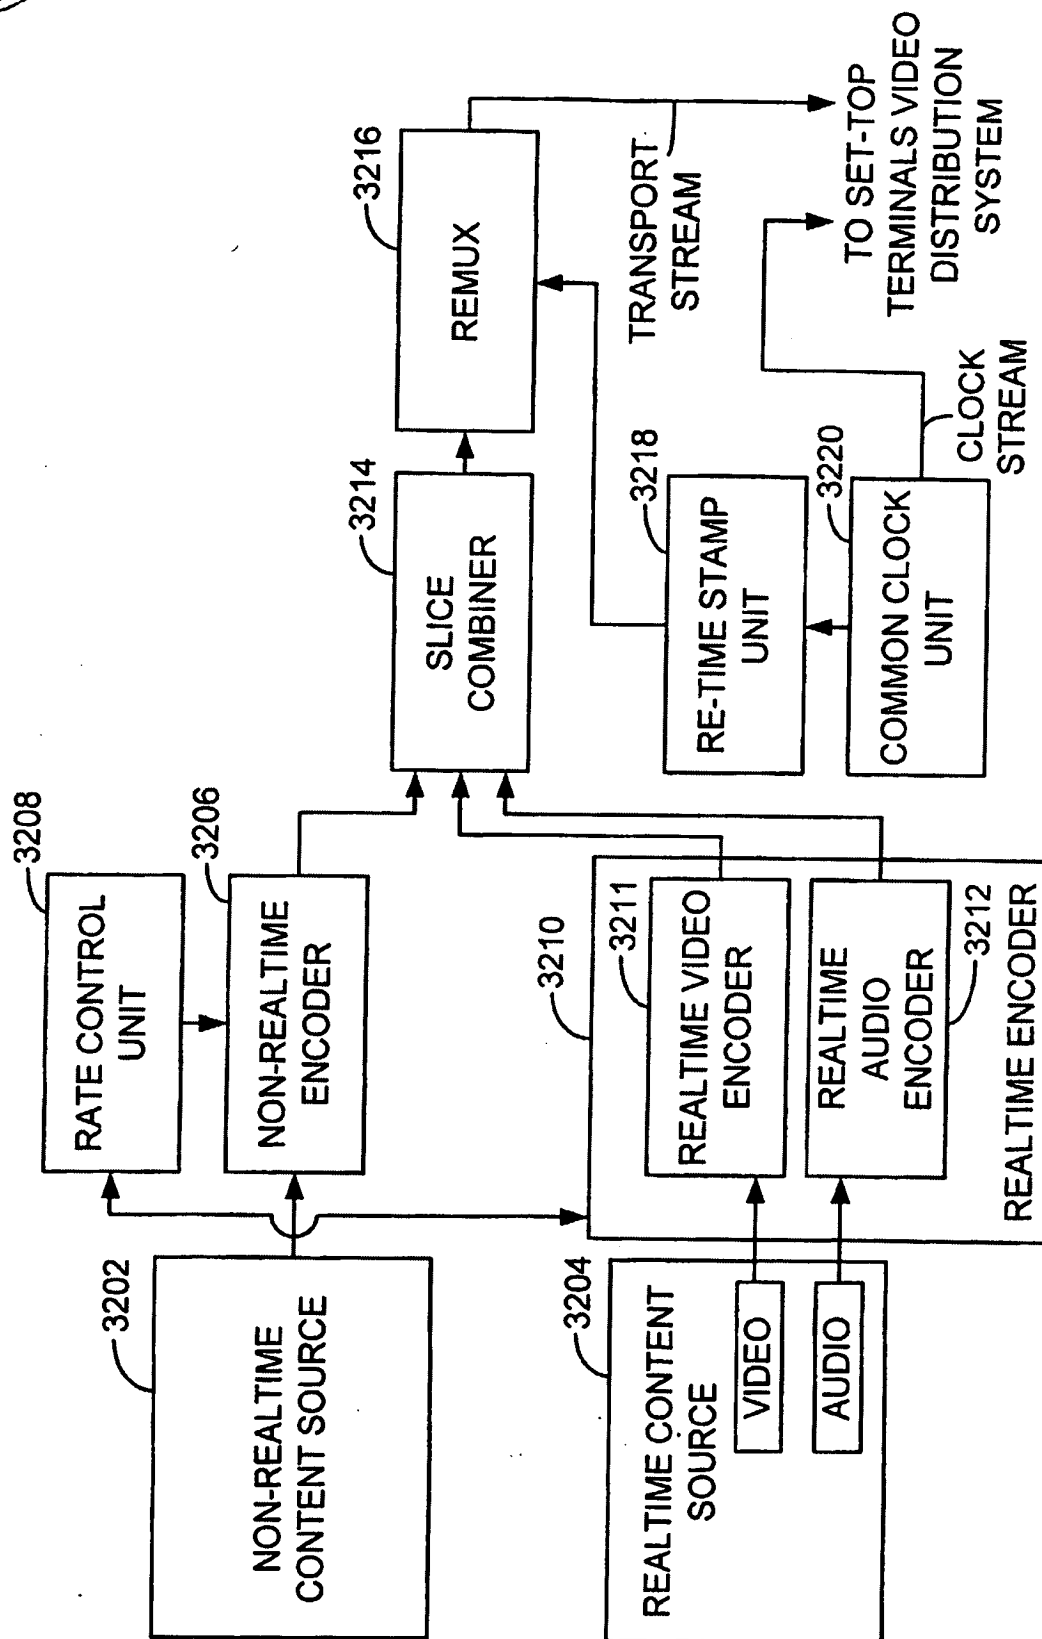 3202
NON-REALTIME
CONTENT SOURCE
3208
RATE CONTROL
UNIT
3206
NON-REALTIME
ENCODER
3204
REALTIME CONTENT
SOURCE
VIDEO
AUDIO
3210
3211
REALTIME VIDEO
ENCODER
REALTIME
AUDIO
ENCODER
3212
REALTIME ENCODER
3214
SLICE
COMBINER
3216
REMUX
3218
RE-TIME STAMP
UNIT
3220
COMMON CLOCK
UNIT
TRANSPORT
STREAM
CLOCK
STREAM
TO SET-TOP
TERMINALS VIDEO
DISTRIBUTION
SYSTEM